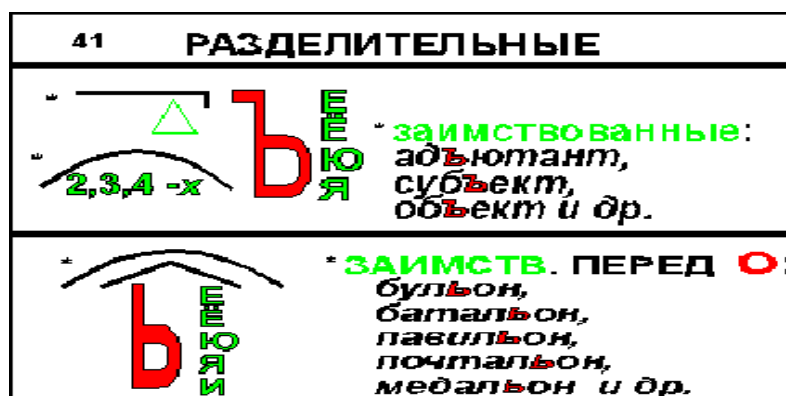 41 РАЗДЕЛИТЕЛЬНЫЕ
* Ъ Е Ё Ю Я
* 2,3,4 -х
* заимствованные:
адъютант,
субъект,
объект и др.
* Ь Е Ё Ю Я И
* ЗАИМСТВ. ПЕРЕД О:
бульон,
батальон,
павильон,
почтальон,
медальон и др.